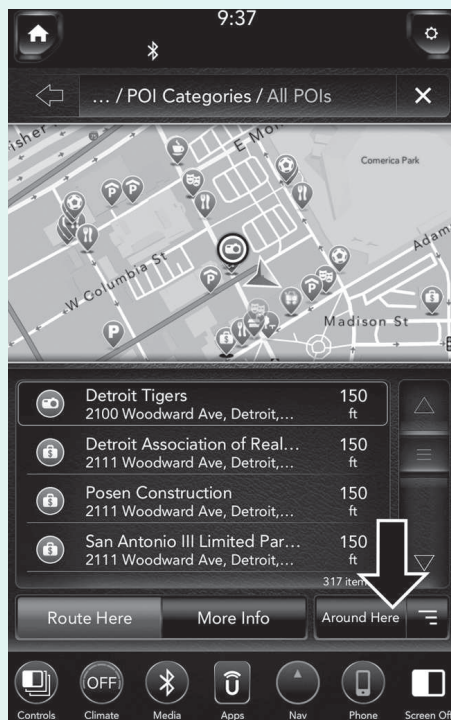 9:37
... / POI Categories / All POIs
E Mon
Comerica Park
W Columbia St
Adam
Madison St
Detroit Tigers
2100 Woodward Ave, Detroit,...
150
ft
Detroit Association of Real...
2111 Woodward Ave, Detroit,...
150
ft
Posen Construction
2111 Woodward Ave, Detroit,...
150
ft
San Antonio III Limited Par...
2111 Woodward Ave, Detroit,...
150
ft
317 item
Route Here
More Info
Around Here
OFF
Controls
Climate
Media
Apps
Nav
Phone
Screen Off